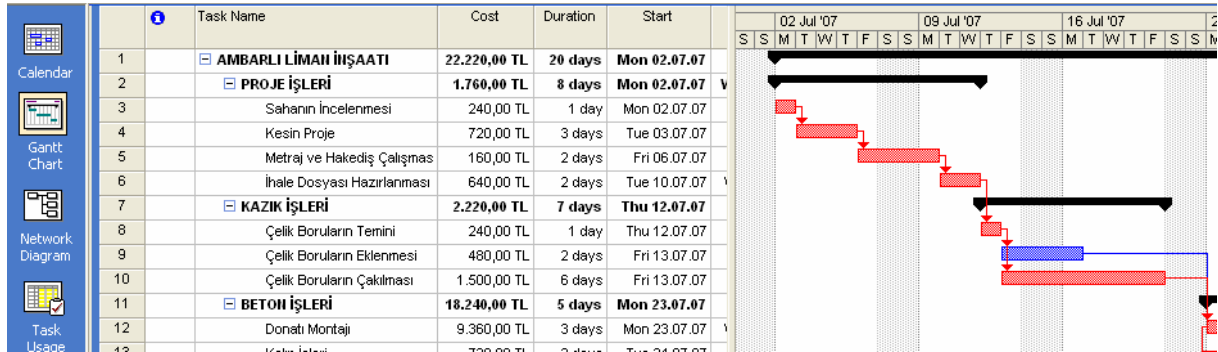 Task Name Cost Duration Start 02 Jul '07 09 Jul '07 16 Jul '07 2
S S M T W T F S S M T W T F S S M T W T F S S M
Calendar
Gantt
Chart
Network
Diagram
Task
Usage
1 AMBARLI LİMAN İNŞAATI 22.220,00 TL 20 days Mon 02.07.07
2 PROJE İŞLERİ 1.760,00 TL 8 days Mon 02.07.07
3 Sahanın İncelenmesi 240,00 TL 1 day Mon 02.07.07
4 Kesin Proje 720,00 TL 3 days Tue 03.07.07
5 Metraj ve Hakediş Çalışmas 160,00 TL 2 days Fri 06.07.07
6 İhale Dosyası Hazırlanması 640,00 TL 2 days Tue 10.07.07
7 KAZIK İŞLERİ 2.220,00 TL 7 days Thu 12.07.07
8 Çelik Boruların Temini 240,00 TL 1 day Thu 12.07.07
9 Çelik Boruların Eklenmesi 480,00 TL 2 days Fri 13.07.07
10 Çelik Boruların Çakılması 1.500,00 TL 6 days Fri 13.07.07
11 BETON İŞLERİ 18.240,00 TL 5 days Mon 23.07.07
12 Donatı Montajı 9.360,00 TL 3 days Mon 23.07.07